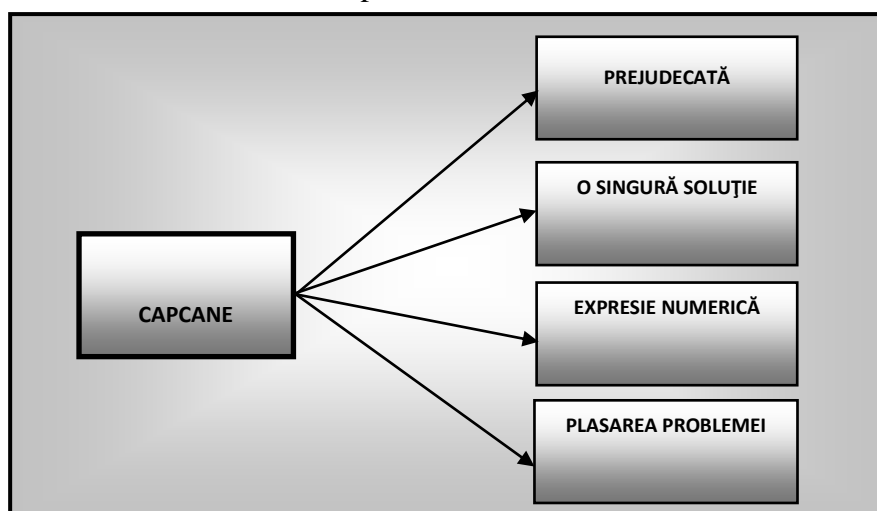 CAPCANE
PREJUDECATĂ
O SINGURĂ SOLUŢIE
EXPRESIE NUMERICĂ
PLASAREA PROBLEMEI